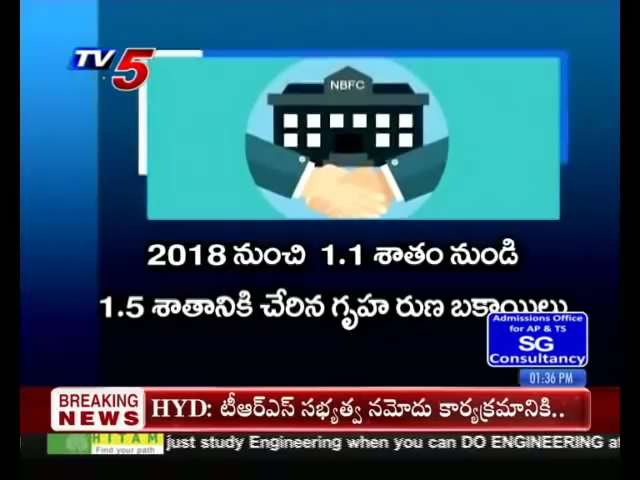 TV5
NBFC
2018 నుంచి 1.1 శాతం నుండి
1.5 శాతానికి చేరిన గృహ రుణ బకాయిలు
Admissions Office
for AP & TS
SG
Consultancy
01:36 PM
BREAKING
NEWS
HYD: టీఆర్ఎస్ సభ్యత్వ నమోదు కార్యక్రమానికి..
HITAM
Find your path
just study Engineering when you can DO ENGINEERING at